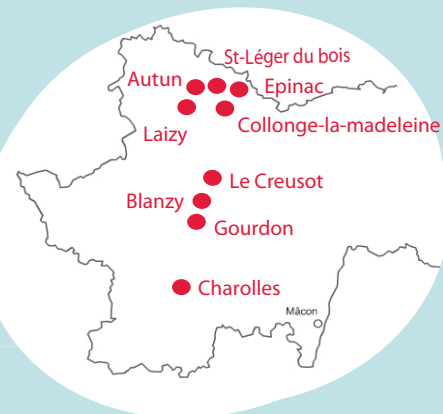 St-Léger du bois
Autun
Epinac
Laizy
Collonge-la-madeleine
Le Creusot
Blanzy
Gourdon
Charolles
Mâcon